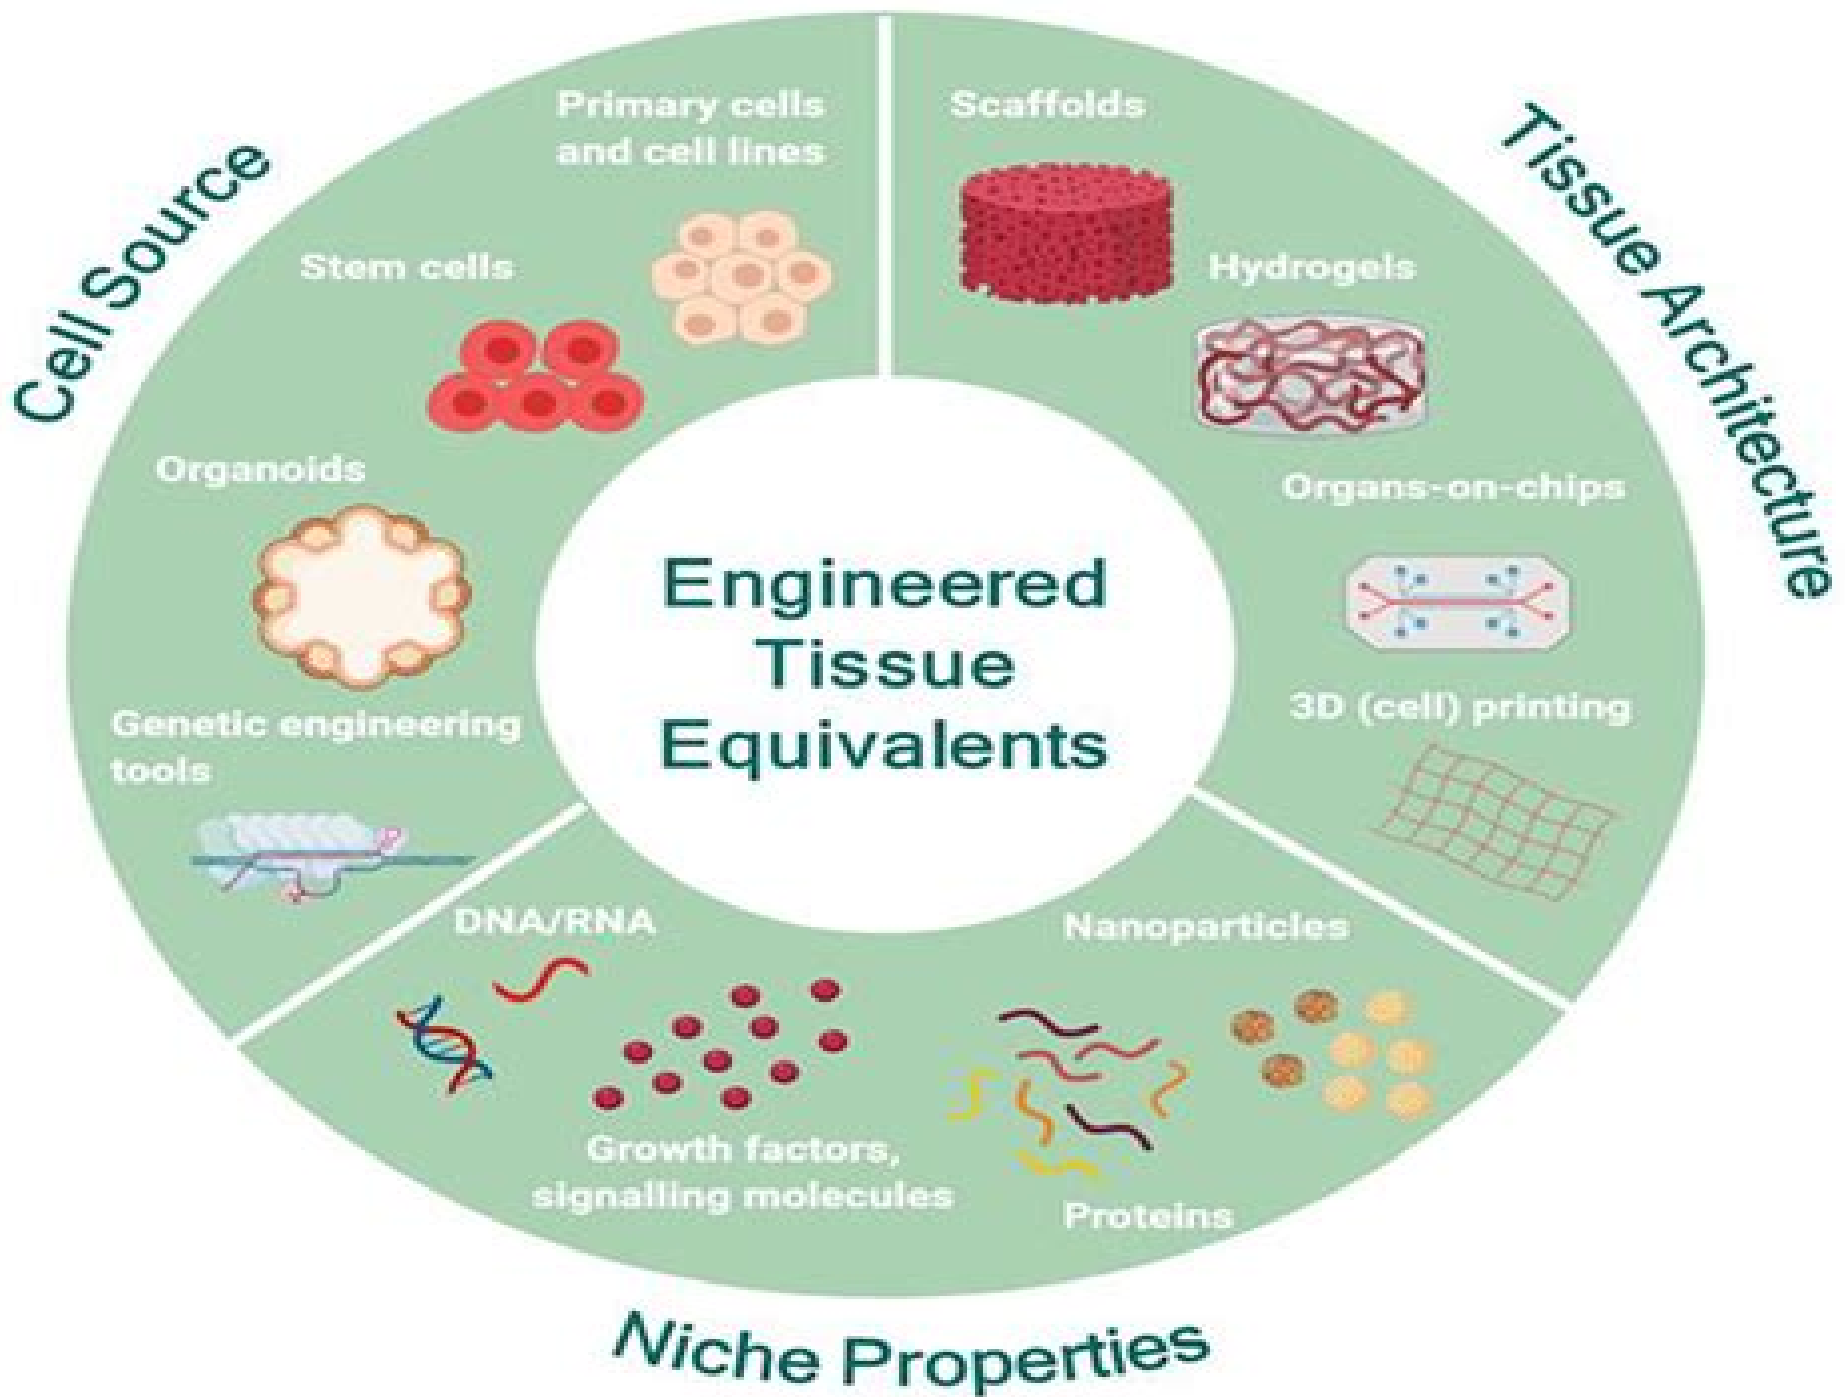 Cell Source
Primary cells
and cell lines
Stem cells
Organoids
Genetic engineering
tools
Tissue Architecture
Scaffolds
Hydrogels
Organs-on-chips
3D (cell) printing
Engineered
Tissue
Equivalents
DNA/RNA
Growth factors,
signalling molecules
Nanoparticles
Proteins
Niche Properties